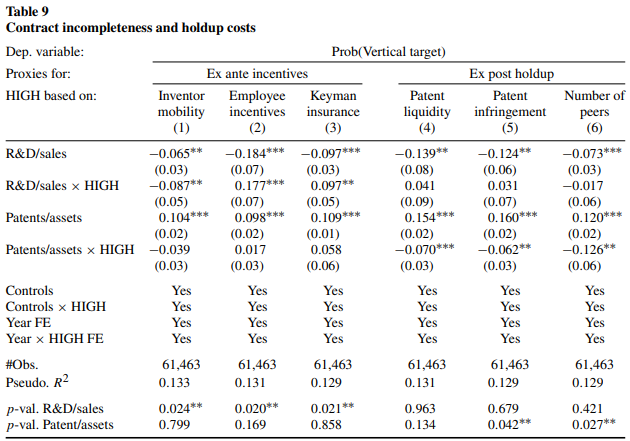 Table 9
Contract incompleteness and holdup costs
Dep. variable: Prob(Vertical target)
Proxies for: Ex ante incentives Ex post holdup
HIGH based on: Inventor Employee Keyman Patent Patent Number of
mobility incentives insurance liquidity infringement peers
(1) (2) (3) (4) (5) (6)
R&D/sales −0.065** −0.184*** −0.097*** −0.139** −0.124** −0.073***
(0.03) (0.07) (0.03) (0.08) (0.06) (0.03)
R&D/sales × HIGH −0.087** 0.177*** 0.097** 0.041 0.031 −0.017
(0.05) (0.07) (0.05) (0.09) (0.07) (0.06)
Patents/assets 0.104*** 0.098*** 0.109*** 0.154*** 0.160*** 0.120***
(0.02) (0.02) (0.01) (0.02) (0.02) (0.02)
Patents/assets × HIGH −0.039 0.017 0.058 −0.070*** −0.062** −0.126**
(0.03) (0.03) (0.06) (0.03) (0.03) (0.06)
Controls Yes Yes Yes Yes Yes Yes
Controls × HIGH Yes Yes Yes Yes Yes Yes
Year FE Yes Yes Yes Yes Yes Yes
Year × HIGH FE Yes Yes Yes Yes Yes Yes
#Obs. 61,463 61,463 61,463 61,463 61,463 61,463
Pseudo. R² 0.133 0.131 0.129 0.131 0.129 0.129
p-val. R&D/sales 0.024** 0.020** 0.021** 0.963 0.679 0.421
p-val. Patent/assets 0.799 0.169 0.858 0.134 0.042** 0.027**